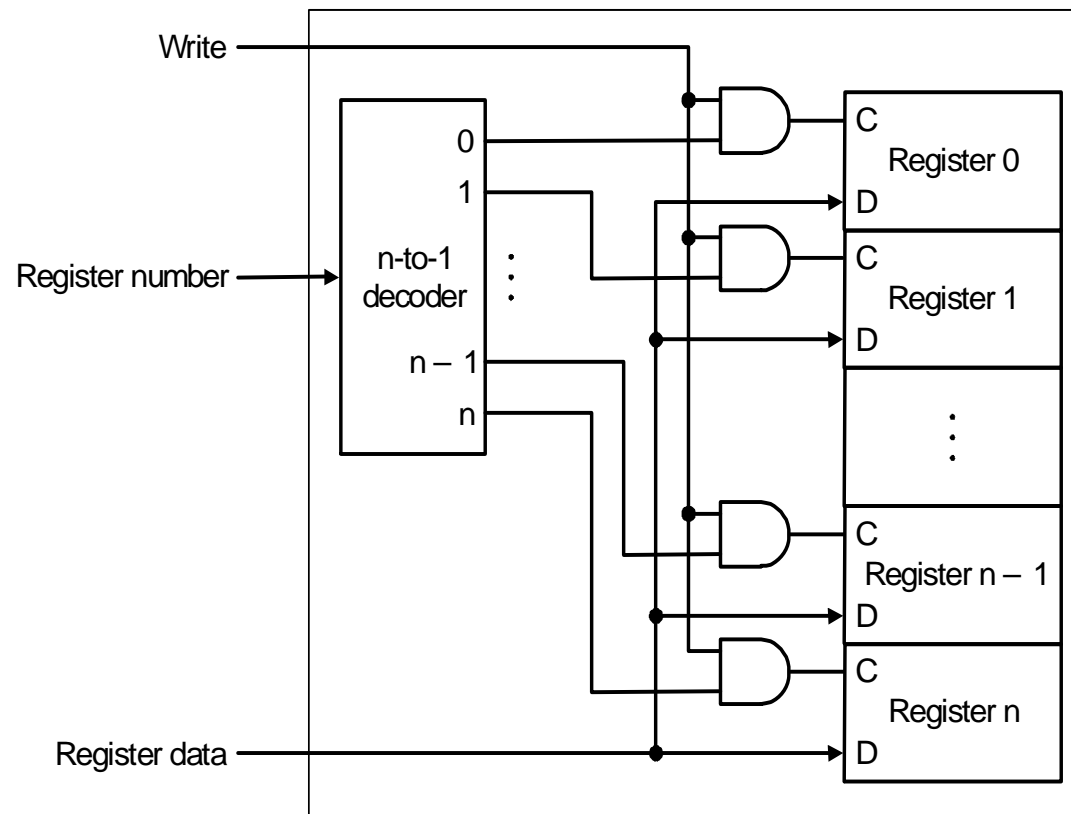 Write
C
0
Register 0
1
D
C
n-to-1
decoder
Register number
Register 1
D
n – 1
n
C
Register n – 1
D
C
Register n
Register data
D